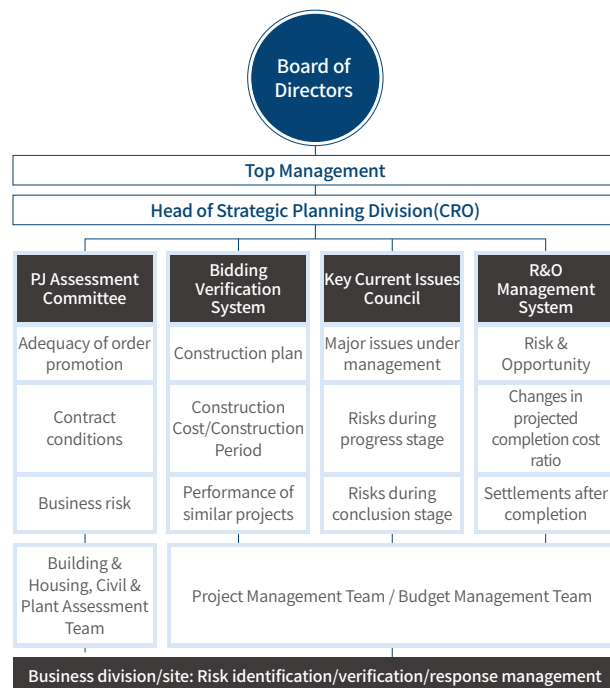 Board of
Directors
Top Management
Head of Strategic Planning Division(CRO)
PJ Assessment
Committee
Adequacy of order
promotion
Contract
conditions
Business risk
Building &
Housing, Civil &
Plant Assessment
Team
Bidding
Verification
System
Construction plan
Construction
Cost/Construction
Period
Performance of
similar projects
Key Current Issues
Council
Major issues under
management
Risks during
progress stage
Risks during
conclusion stage
R&O
Management
System
Risk &
Opportunity
Changes in
projected
completion cost
ratio
Settlements after
completion
Project Management Team / Budget Management Team
Business division/site: Risk identification/verification/response management